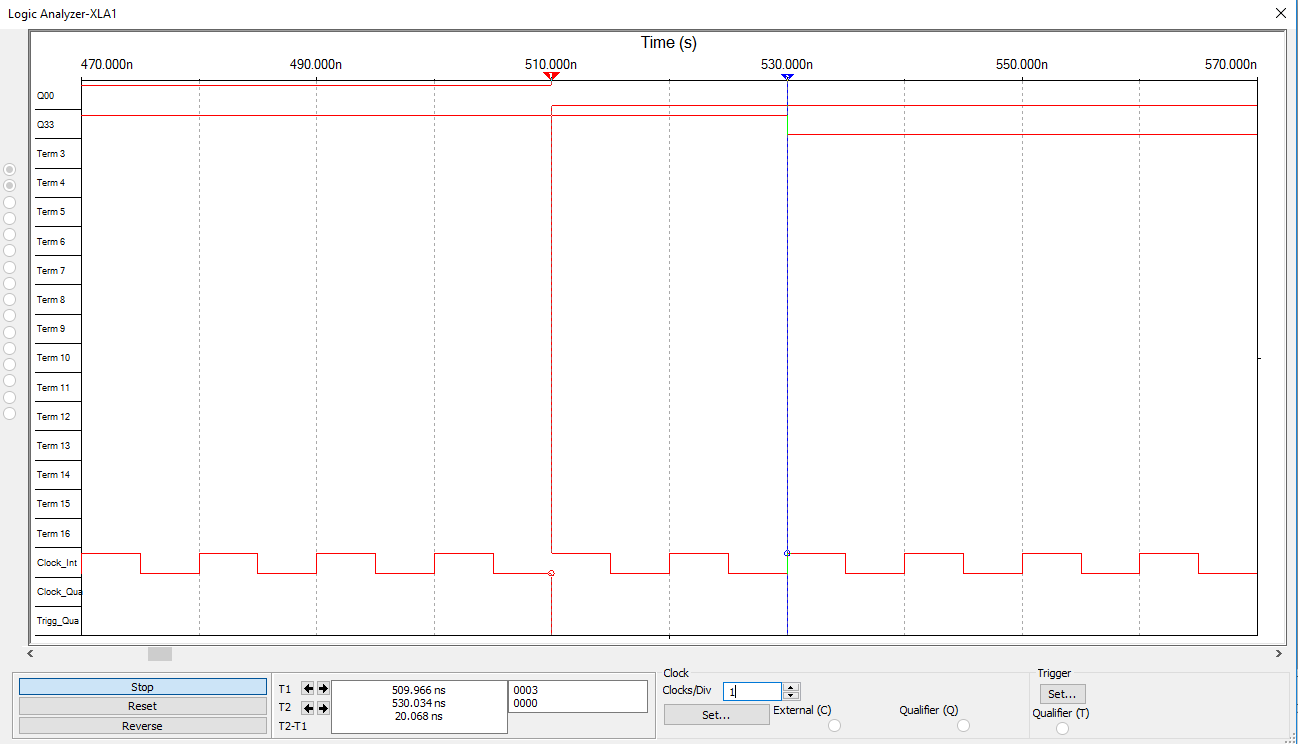 Logic Analyzer-XLA1
Time (s)
470.000n 490.000n 510.000n 530.000n 550.000n 570.000n
Q00
Q33
Term 3
Term 4
Term 5
Term 6
Term 7
Term 8
Term 9
Term 10
Term 11
Term 12
Term 13
Term 14
Term 15
Term 16
Clock_Int
Clock_Qua
Trigg_Qua
Stop
Reset
Reverse
T1 509.966 ns 0003
T2 530.034 ns 0000
T2-T1 20.068 ns
Clock
Clocks/Div 1
Set...
External (C)
Qualifier (Q)
Trigger
Set...
Qualifier (T)